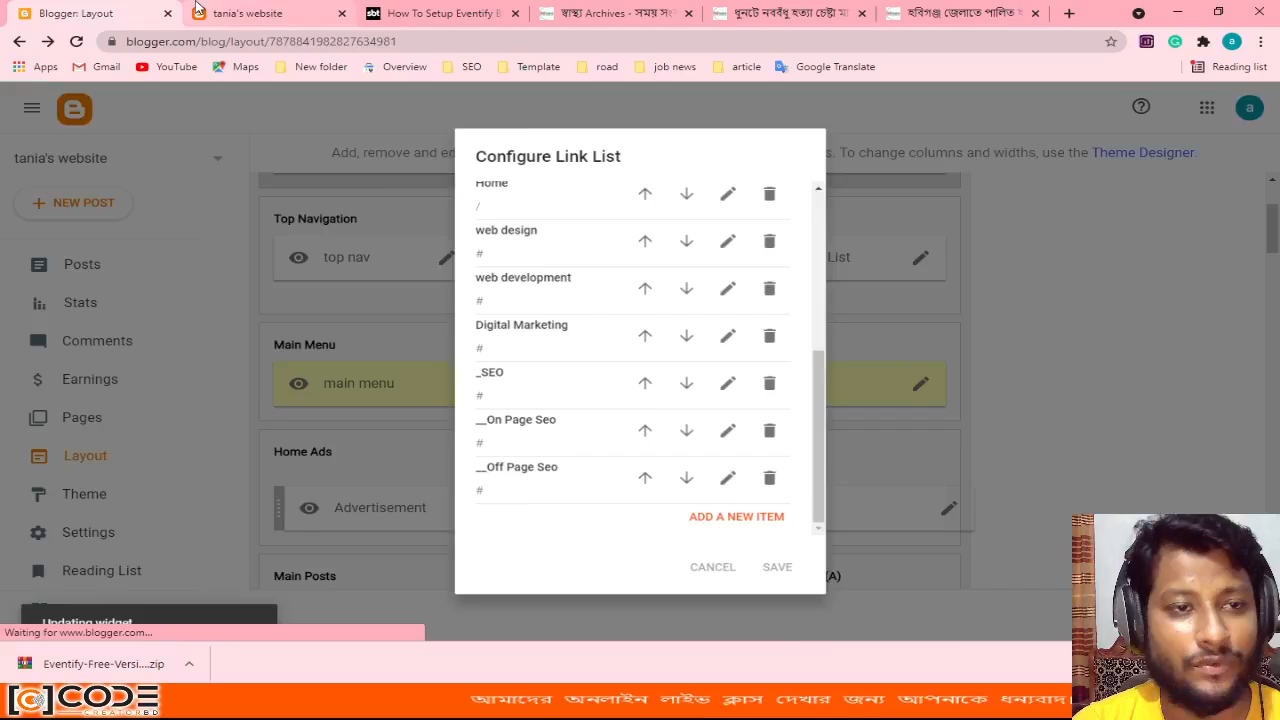 Blogger: Layout
tania's website
How To Setup Eventify B
স্বাস্থ্য Archives - সময় সং
ধুনটে নববধূ হত্যা চেষ্টা মা
হবিগঞ্জ জেলাতে পালিত হ
blogger.com/blog/layout/7878841982827634981
Apps
Gmail
YouTube
Maps
New folder
Overview
SEO
Template
road
job news
article
Google Translate
Reading list
tania's website
NEW POST
Posts
Stats
Comments
Earnings
Pages
Layout
Theme
Settings
Reading List
Add, remove and ed
s. To change columns and widths, use the Theme Designer.
Top Navigation
top nav
List
Main Menu
main menu
Home Ads
Advertisement
Main Posts
(A)
Configure Link List
Home
/
web design
#
web development
#
Digital Marketing
#
_SEO
#
__On Page Seo
#
__Off Page Seo
#
ADD A NEW ITEM
CANCEL
SAVE
Updating widget
Waiting for www.blogger.com...
Eventify-Free-Versi....zip
[C] CODE
CREATORBD
আমাদের অনলাইন লাইভ ক্লাস দেখার জন্য আপনাকে ধন্যবাদ